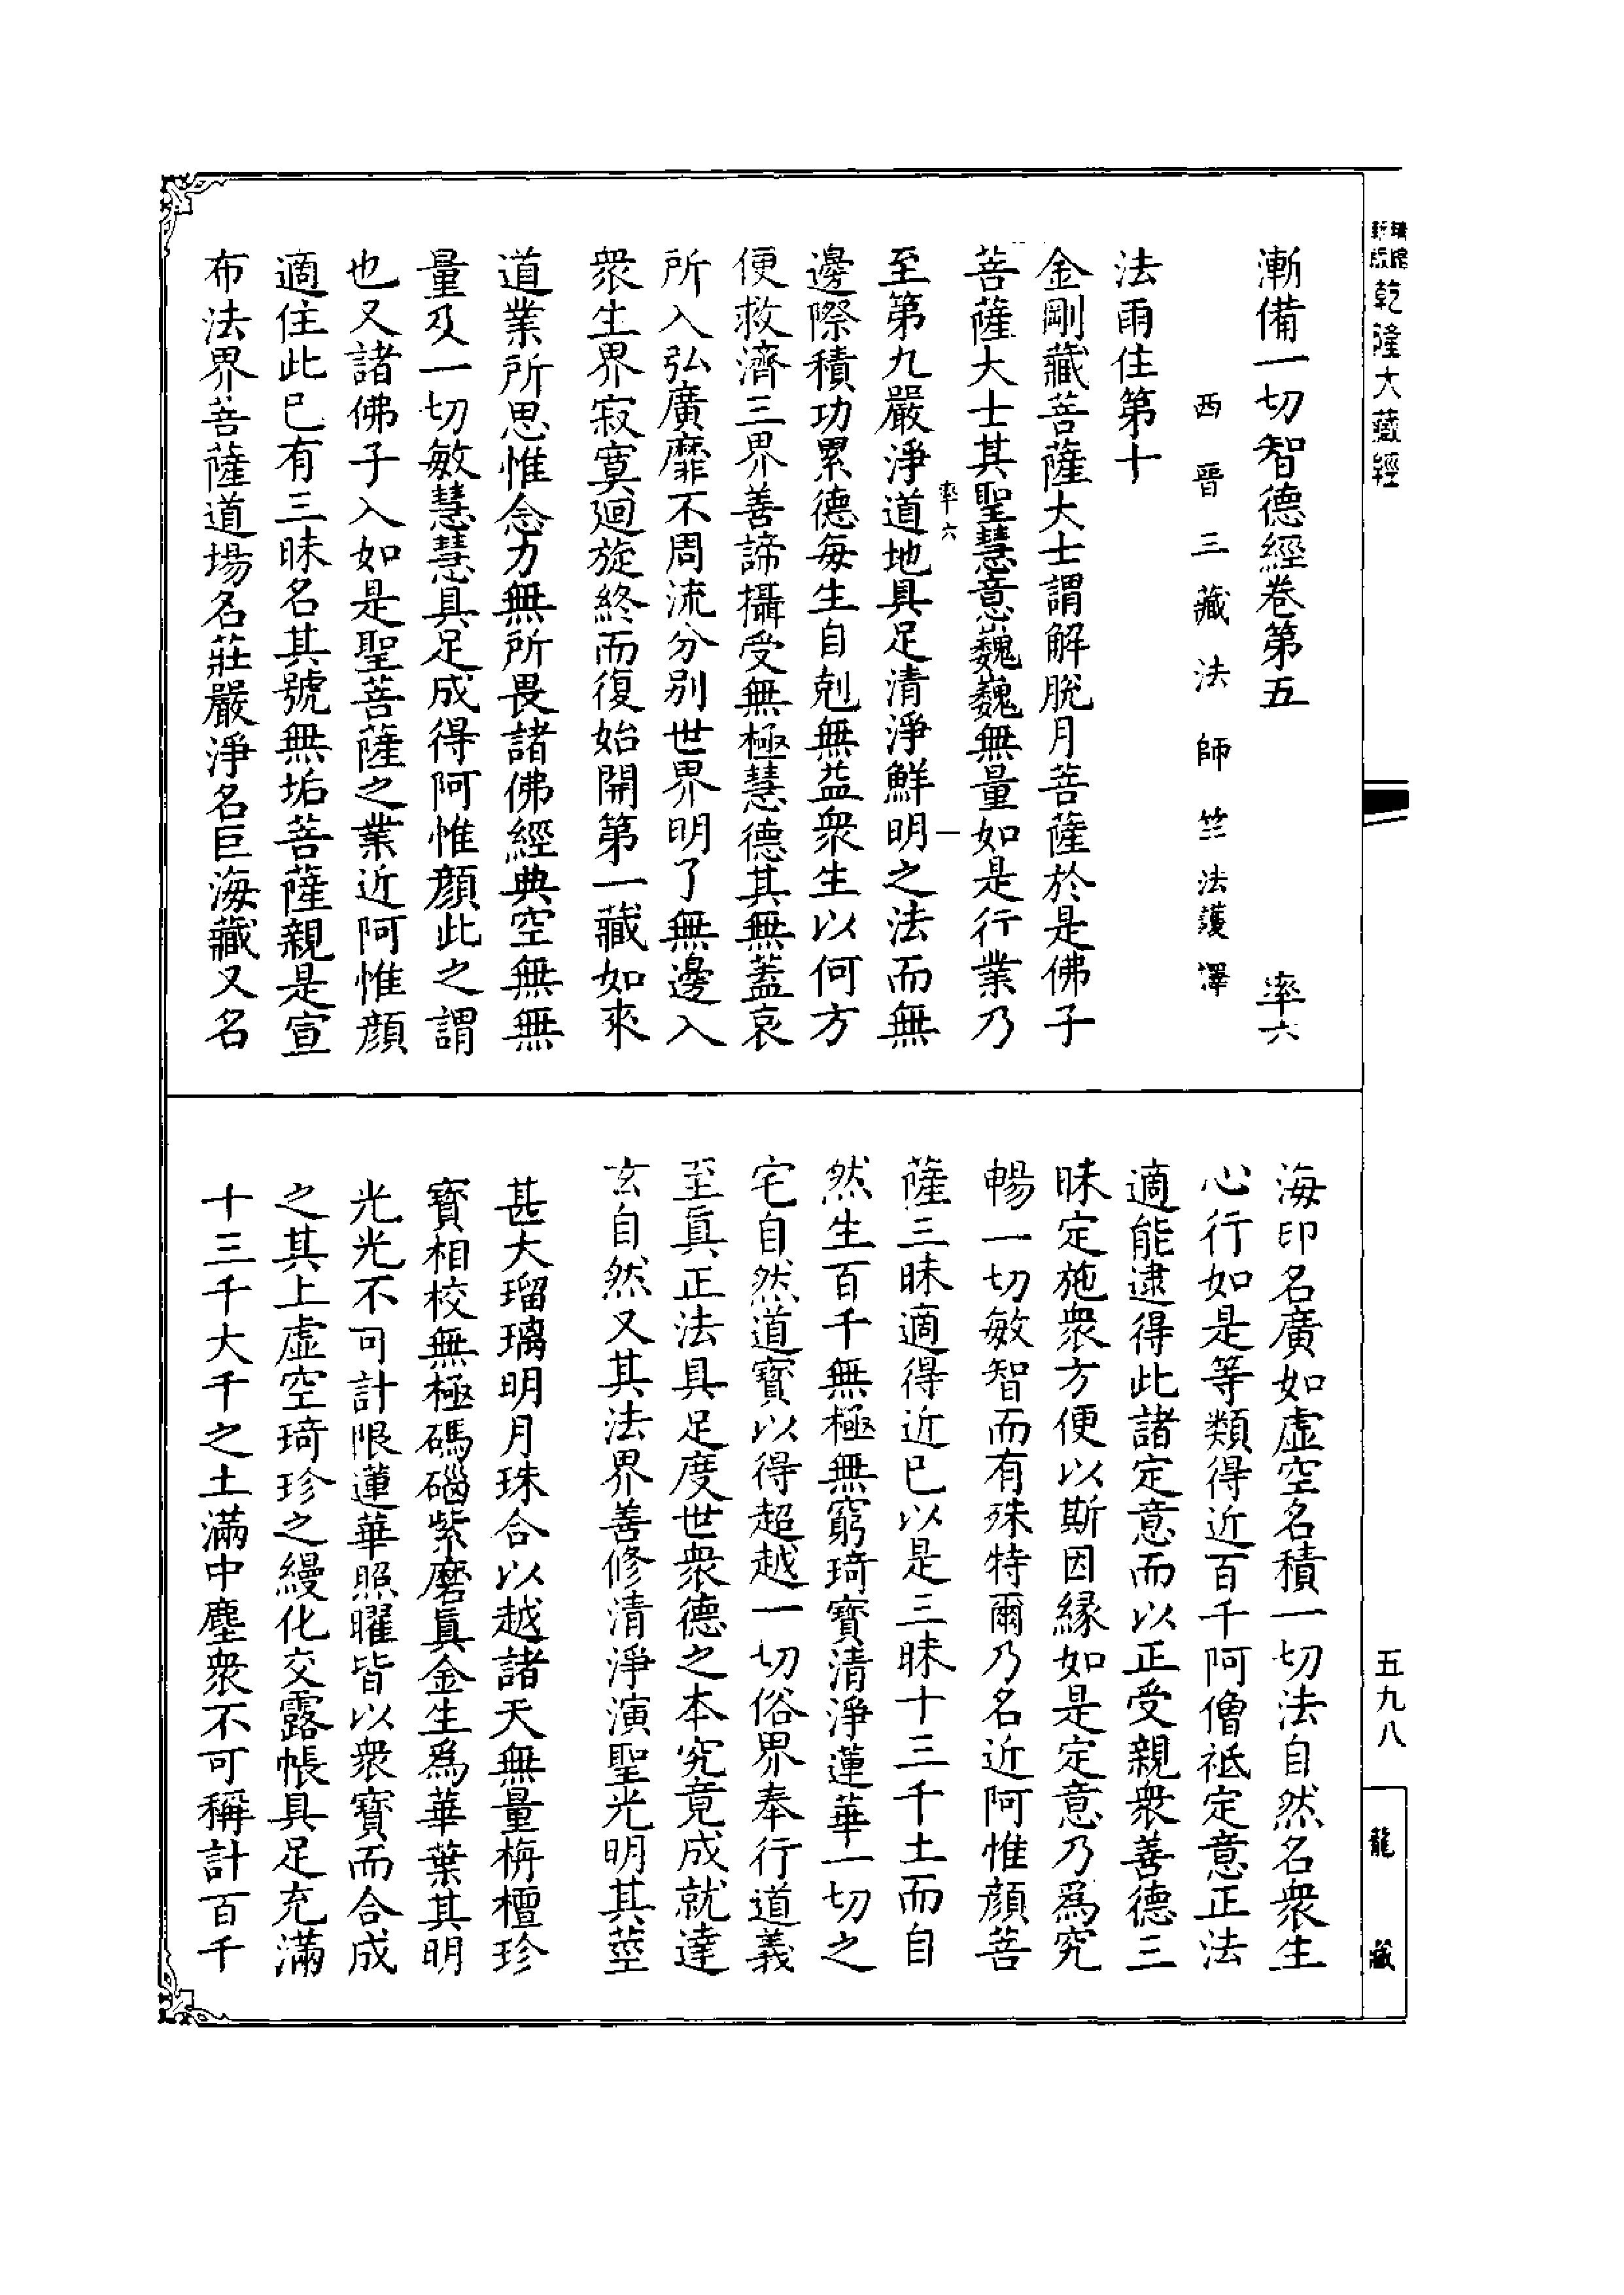 乾隆大藏經
漸備一切智德經卷第五 率六
西晉三藏法師竺法護譯
法雨住第十
金剛藏菩薩大士謂解脫月菩薩於是佛子
菩薩大士其聖慧意巍巍無量如是行業乃
率六 一
至第九嚴淨道地具足清淨鮮明之法而無
邊際積功累德每生自剋無益衆生以何方
便救濟三界善諦攝受無極慧德其無蓋哀
所入弘廣靡不周流分別世界明了無邊入
衆生界寂寞迴旋終而復始開第一藏如來
道業所思惟念力無所畏諸佛經典空無無
量及一切敏慧慧具足成得阿惟顏此之謂
也又諸佛子入如是聖菩薩之業近阿惟顏
適住此已有三昧名其號無垢菩薩親是宣
布法界菩薩道場名莊嚴淨名巨海藏又名
海印名廣如虛空名積一切法自然名衆生
心行如是等類得近百千阿僧祇定意正法
適能逮得此諸定意而以正受親衆善德三
昧定施衆方便以斯因緣如是定意乃爲究
暢一切敏智而有殊特爾乃名近阿惟顏菩
薩三昧適得近已以是三昧十三千土而自
然生百千無極無窮琦寶清淨蓮華一切之
宅自然道寶以得超越一切俗界奉行道義
至眞正法具足度世衆德之本究竟成就達
玄自然又其法界善修清淨演聖光明其莖
甚大瑠璃明月珠合以越諸天無量栴檀珍
寶相校無極碼碯紫磨眞金生爲華葉其明
光光不可計限蓮華照曜皆以衆寶而合成
之其上虛空琦珍之縵化交露帳具足充滿
十三千大千之土滿中塵衆不可稱計百千
五九八
龍藏